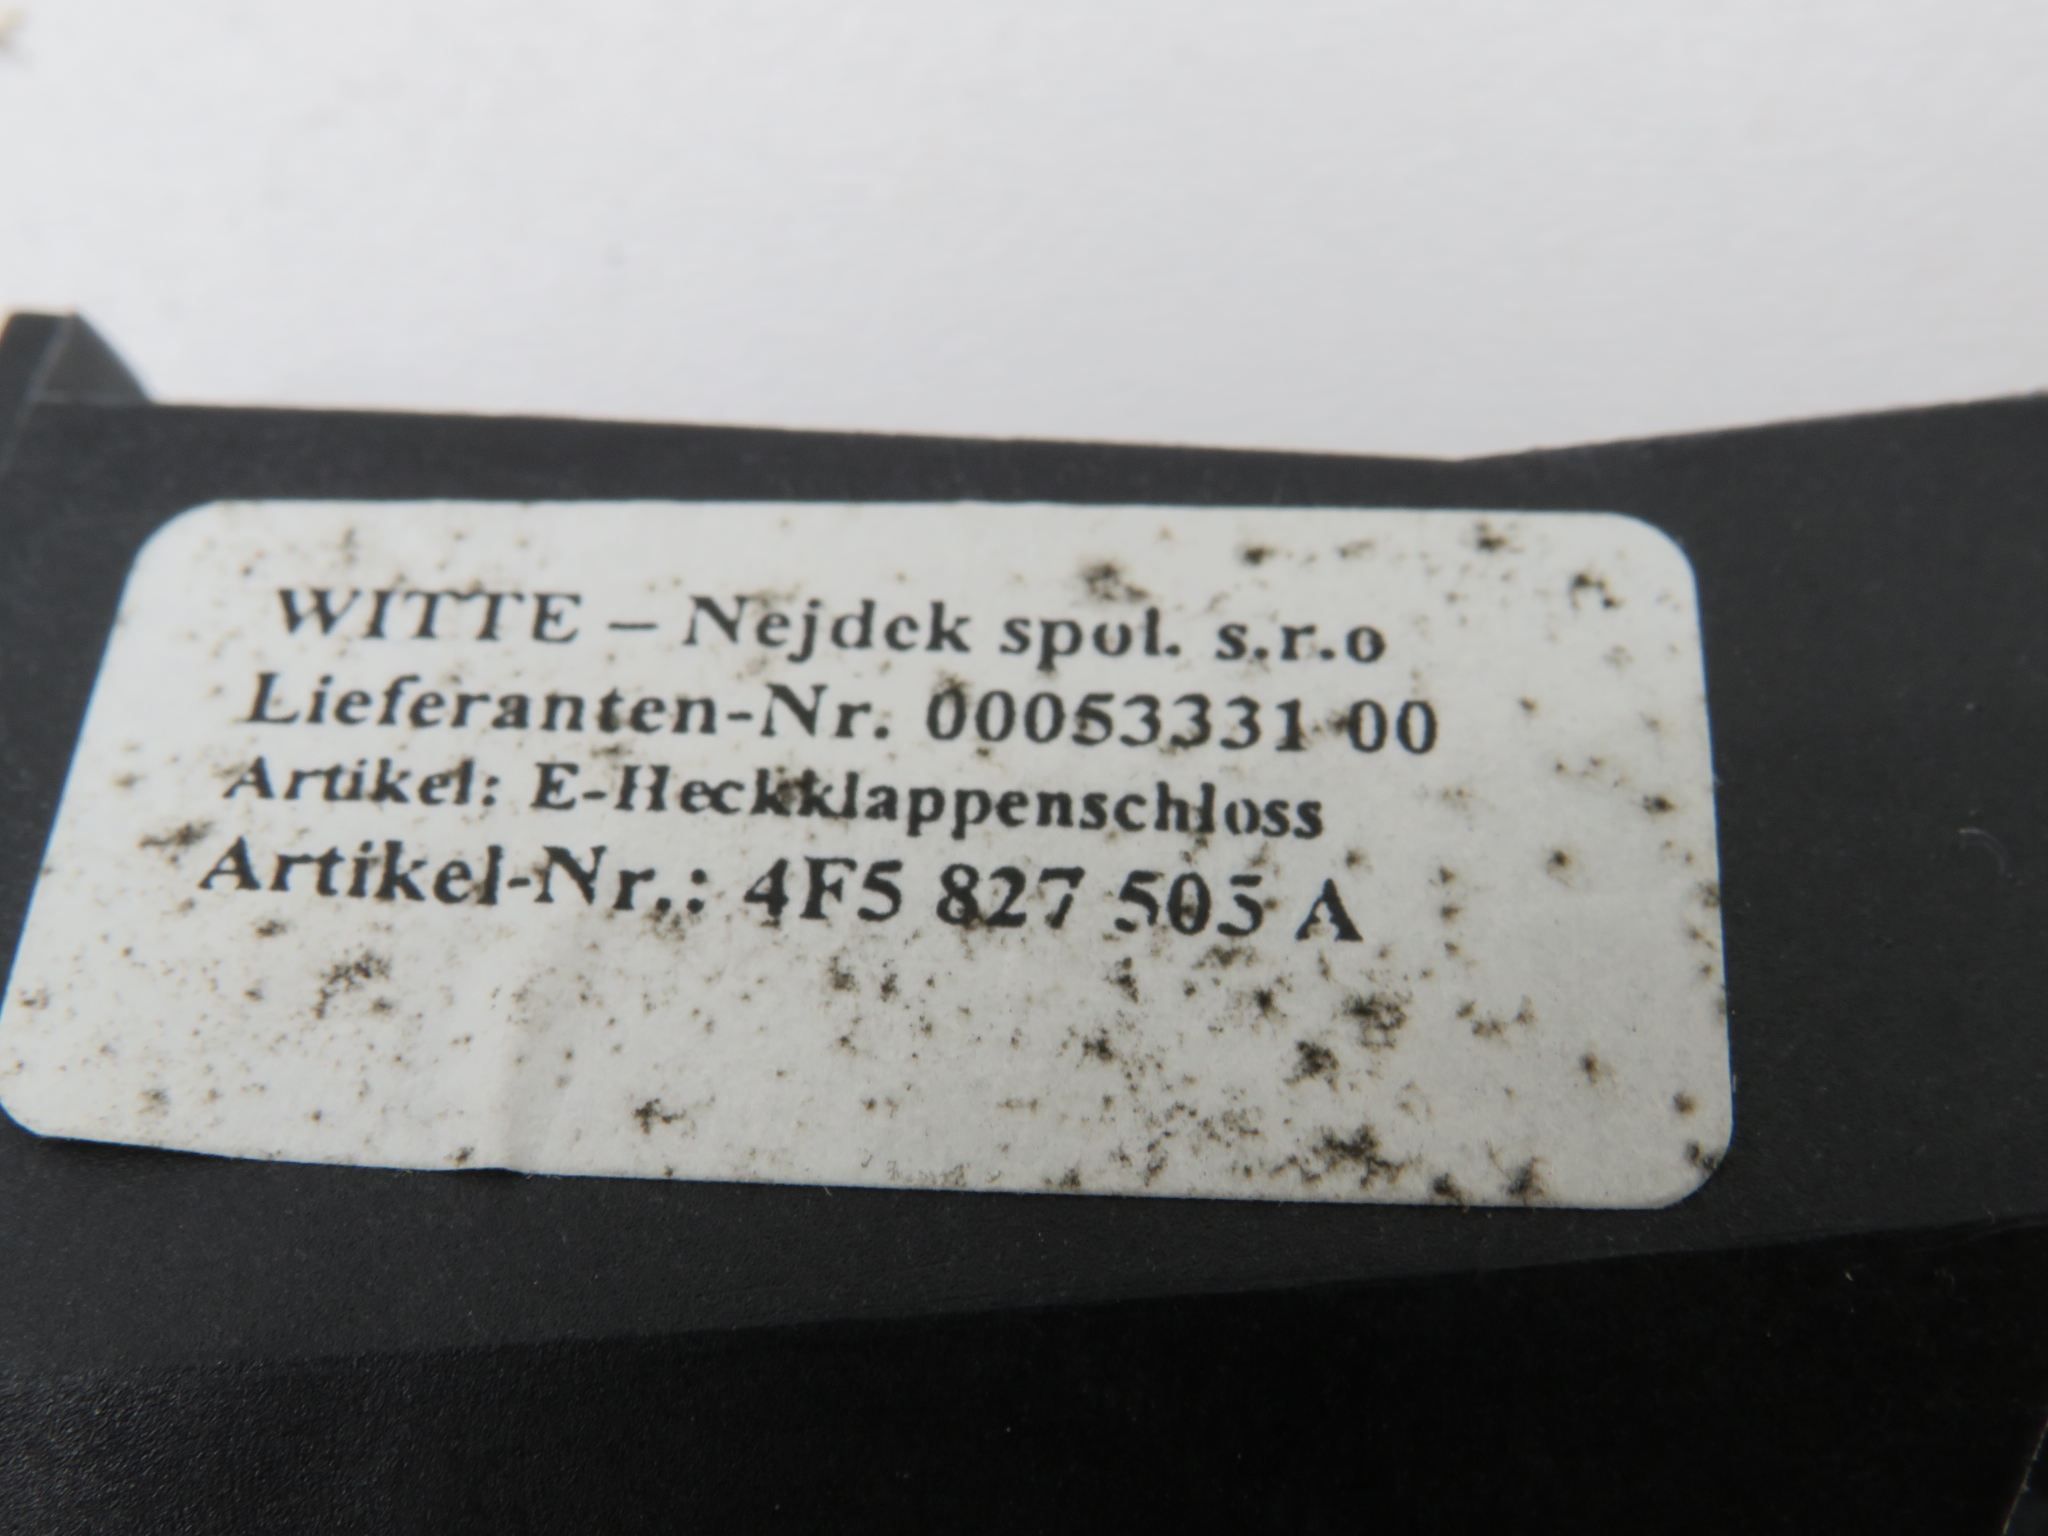 WITTE – Nejdek spol. s.r.o
Lieferanten-Nr. 00053331 00
Artikel: E-Heckklappenschloss
Artikel-Nr.: 4F5 827 505 A